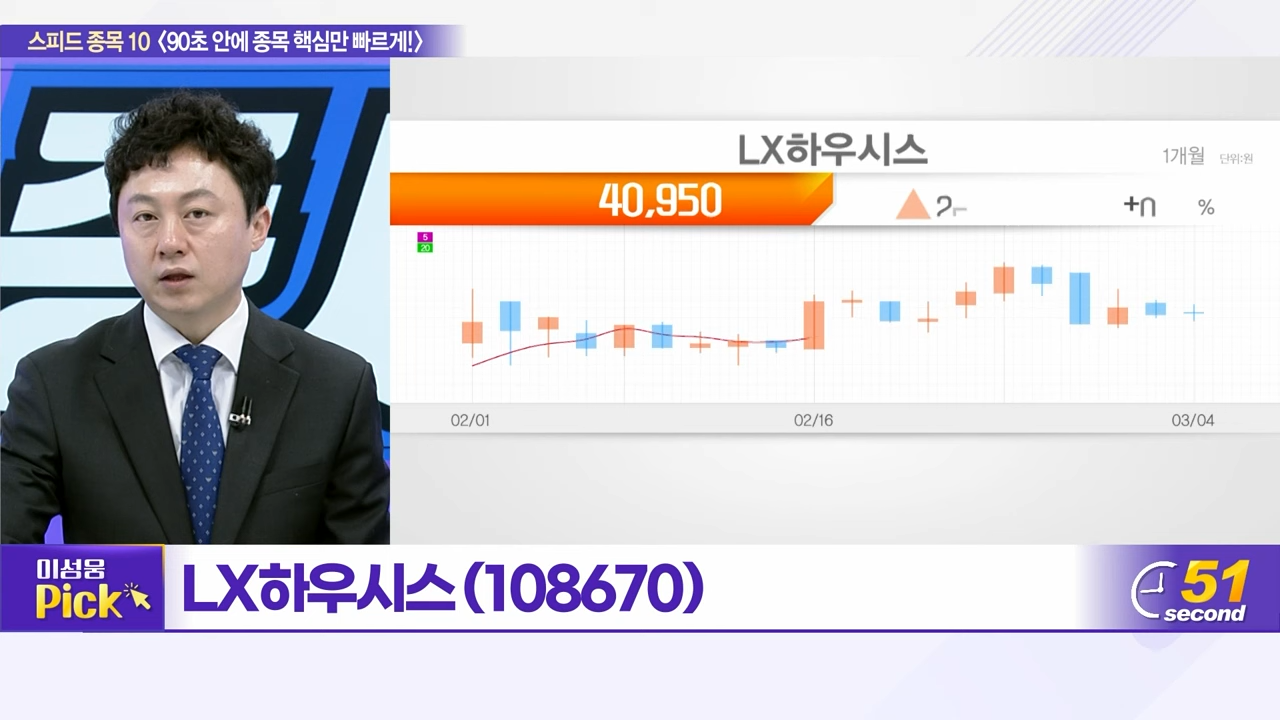 스피드 종목 10 〈90초 안에 종목 핵심만 빠르게!〉
LX하우시스
1개월 단위:원
40,950
%
5
20
02/01 02/16 03/04
이섬웅
Pick
LX하우시스(108670)
51
second